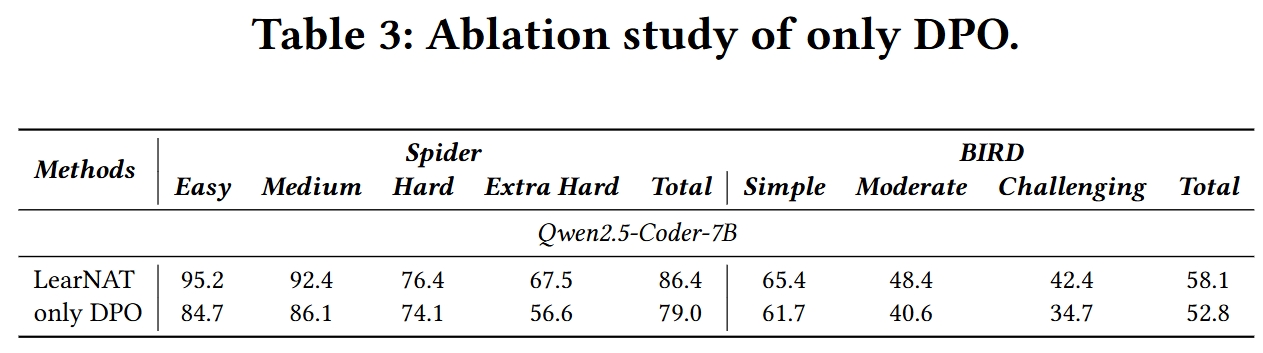 Table 3: Ablation study of only DPO.
Methods Spider BIRD
Easy Medium Hard Extra Hard Total Simple Moderate Challenging Total
Qwen2.5-Coder-7B
LearNAT 95.2 92.4 76.4 67.5 86.4 65.4 48.4 42.4 58.1
only DPO 84.7 86.1 74.1 56.6 79.0 61.7 40.6 34.7 52.8